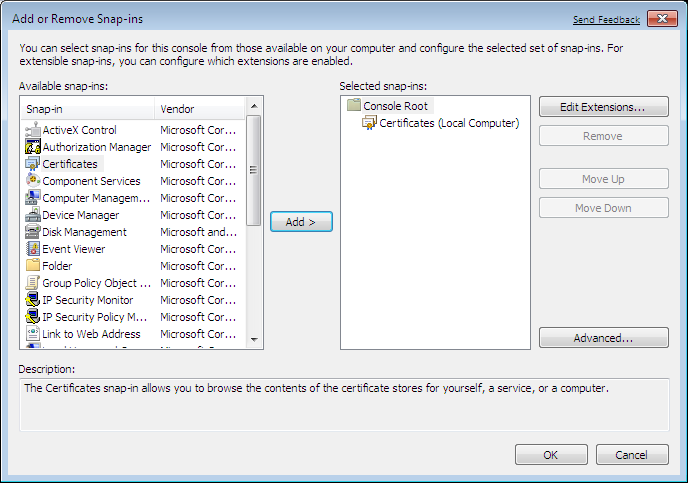 Add or Remove Snap-ins
Send Feedback
You can select snap-ins for this console from those available on your computer and configure the selected set of snap-ins. For
extensible snap-ins, you can configure which extensions are enabled.
Available snap-ins:
Snap-in Vendor
ActiveX Control Microsoft Cor...
Authorization Manager Microsoft Cor...
Certificates Microsoft Cor...
Component Services Microsoft Cor...
Computer Managem... Microsoft Cor...
Device Manager Microsoft Cor...
Disk Management Microsoft and...
Event Viewer Microsoft Cor...
Folder Microsoft Cor...
Group Policy Object ... Microsoft Cor...
IP Security Monitor Microsoft Cor...
IP Security Policy M... Microsoft Cor...
Link to Web Address Microsoft Cor...
Add >
Selected snap-ins:
Console Root
Certificates (Local Computer)
Edit Extensions...
Remove
Move Up
Move Down
Advanced...
Description:
The Certificates snap-in allows you to browse the contents of the certificate stores for yourself, a service, or a computer.
OK
Cancel